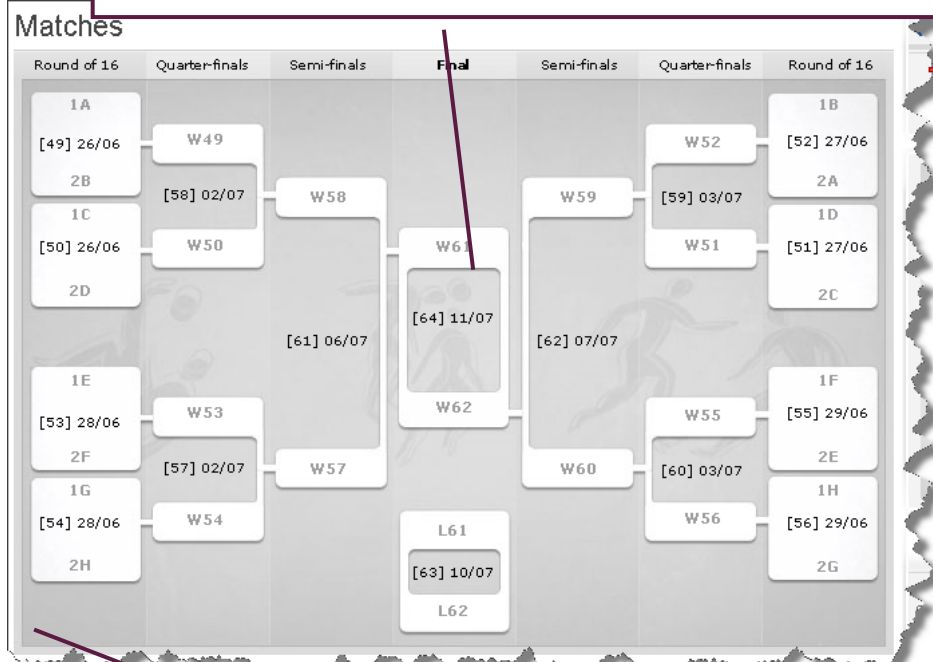 Matches
Round of 16 Quarter-finals Semi-finals Final Semi-finals Quarter-finals Round of 16
1A
[49] 26/06
2B
1C
[50] 26/06
2D
1E
[53] 28/06
2F
1G
[54] 28/06
2H
W49
[58] 02/07
W50
W53
[57] 02/07
W54
W58
[61] 06/07
W57
W61
[64] 11/07
W62
L61
[63] 10/07
L62
W59
[62] 07/07
W60
W52
[59] 03/07
W51
W55
[60] 03/07
W56
1B
[52] 27/06
2A
1D
[51] 27/06
2C
1F
[55] 29/06
2E
1H
[56] 29/06
2G